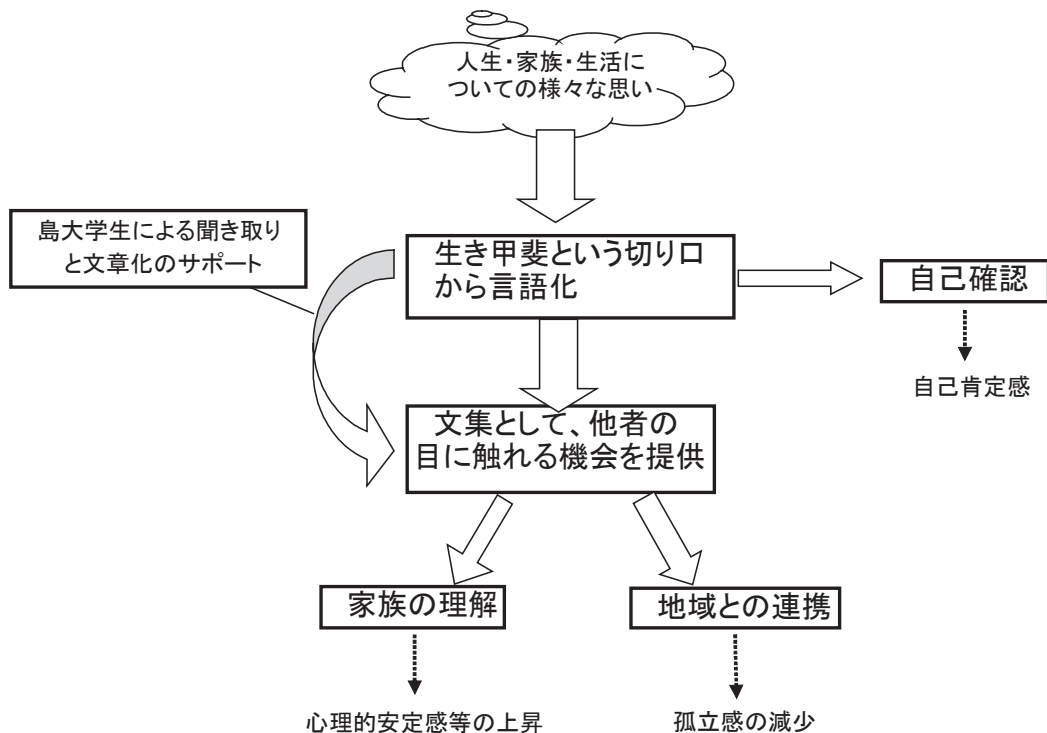 人生・家族・生活に
ついての様々な思い
島大学生による聞き取り
と文章化のサポート
生き甲斐という切り口
から言語化
自己確認
自己肯定感
文集として、他者の
目に触れる機会を提供
家族の理解
地域との連携
心理的安定感等の上昇
孤立感の減少